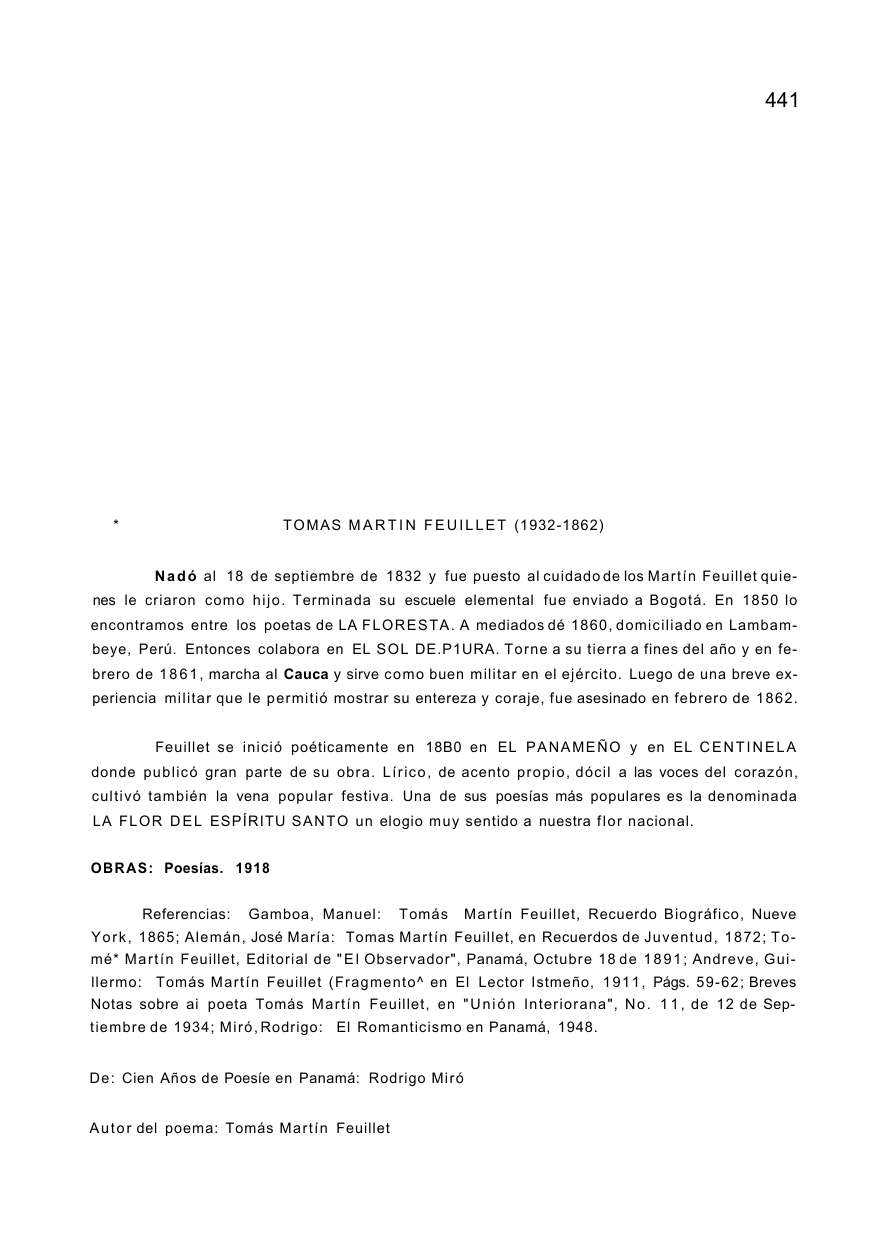 441
* TOMAS MARTIN FEUILLET (1932-1862)
Nadó al 18 de septiembre de 1832 y fue puesto al cuidado de los Martín Feuillet quie-
nes le criaron como hijo. Terminada su escuele elemental fue enviado a Bogotá. En 1850 lo
encontramos entre los poetas de LA FLORESTA. A mediados dé 1860, domiciliado en Lambam-
beye, Perú. Entonces colabora en EL SOL DE.P1URA. Torne a su tierra a fines del año y en fe-
brero de 1861, marcha al Cauca y sirve como buen militar en el ejército. Luego de una breve ex-
periencia militar que le permitió mostrar su entereza y coraje, fue asesinado en febrero de 1862.
Feuillet se inició poéticamente en 18B0 en EL PANAMEÑO y en EL CENTINELA
donde publicó gran parte de su obra. Lírico, de acento propio, dócil a las voces del corazón,
cultivó también la vena popular festiva. Una de sus poesías más populares es la denominada
LA FLOR DEL ESPÍRITU SANTO un elogio muy sentido a nuestra flor nacional.
OBRAS: Poesías. 1918
Referencias: Gamboa, Manuel: Tomás Martín Feuillet, Recuerdo Biográfico, Nueve
York, 1865; Alemán, José María: Tomas Martín Feuillet, en Recuerdos de Juventud, 1872; To-
mé* Martín Feuillet, Editorial de "El Observador", Panamá, Octubre 18 de 1891; Andreve, Gui-
llermo: Tomás Martín Feuillet (Fragmento^ en El Lector Istmeño, 1911, Págs. 59-62; Breves
Notas sobre ai poeta Tomás Martín Feuillet, en "Unión Interiorana", No. 11, de 12 de Sep-
tiembre de 1934; Miró, Rodrigo: El Romanticismo en Panamá, 1948.
De: Cien Años de Poesíe en Panamá: Rodrigo Miró
Autor del poema: Tomás Martín Feuillet